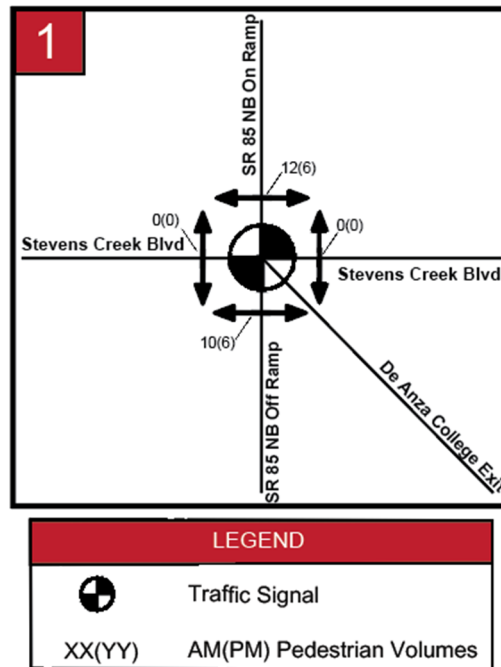 1
SR 85 NB On Ramp
12(6)
0(0)
0(0)
Stevens Creek Blvd
Stevens Creek Blvd
10(6)
SR 85 NB Off Ramp
De Anza College Exit
LEGEND
Traffic Signal
XX(YY) AM(PM) Pedestrian Volumes